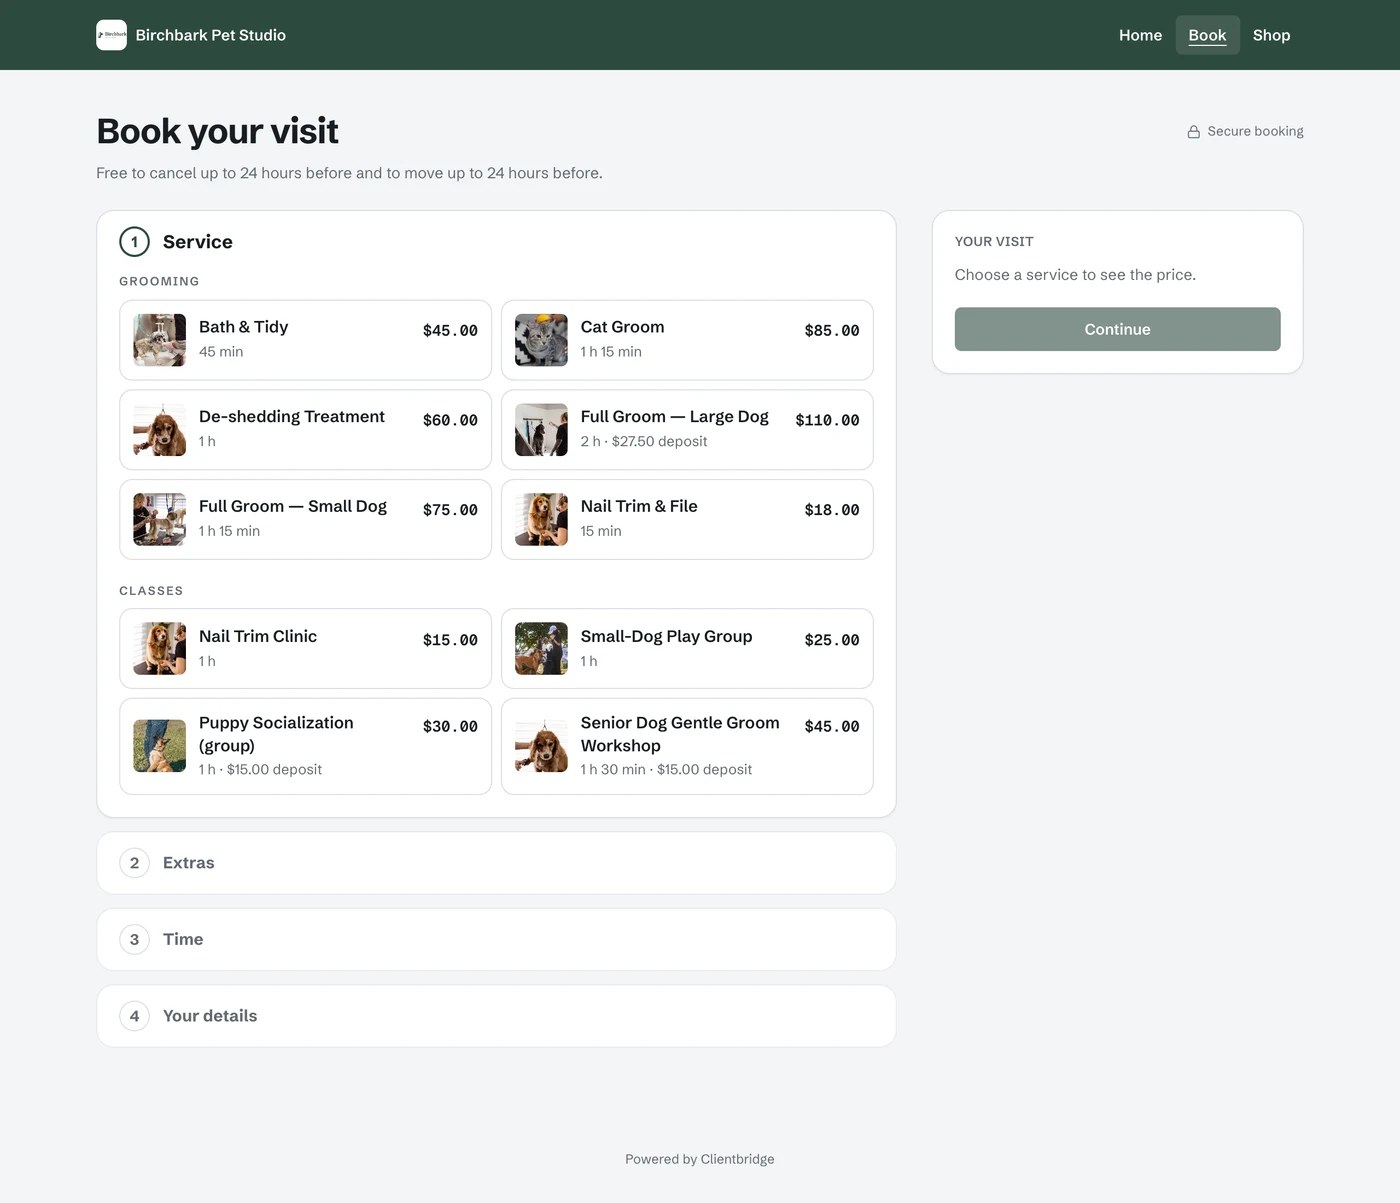 Birchbark Pet Studio
Home
Book
Shop
Book your visit
Secure booking
Free to cancel up to 24 hours before and to move up to 24 hours before.
1 Service
GROOMING
Bath & Tidy
$45.00
45 min
Cat Groom
$85.00
1 h 15 min
De-shedding Treatment
$60.00
1 h
Full Groom — Large Dog
$110.00
2 h · $27.50 deposit
Full Groom — Small Dog
$75.00
1 h 15 min
Nail Trim & File
$18.00
15 min
CLASSES
Nail Trim Clinic
$15.00
1 h
Small-Dog Play Group
$25.00
1 h
Puppy Socialization
(group)
$30.00
1 h · $15.00 deposit
Senior Dog Gentle Groom
Workshop
$45.00
1 h 30 min · $15.00 deposit
2 Extras
3 Time
4 Your details
YOUR VISIT
Choose a service to see the price.
Continue
Powered by Clientbridge